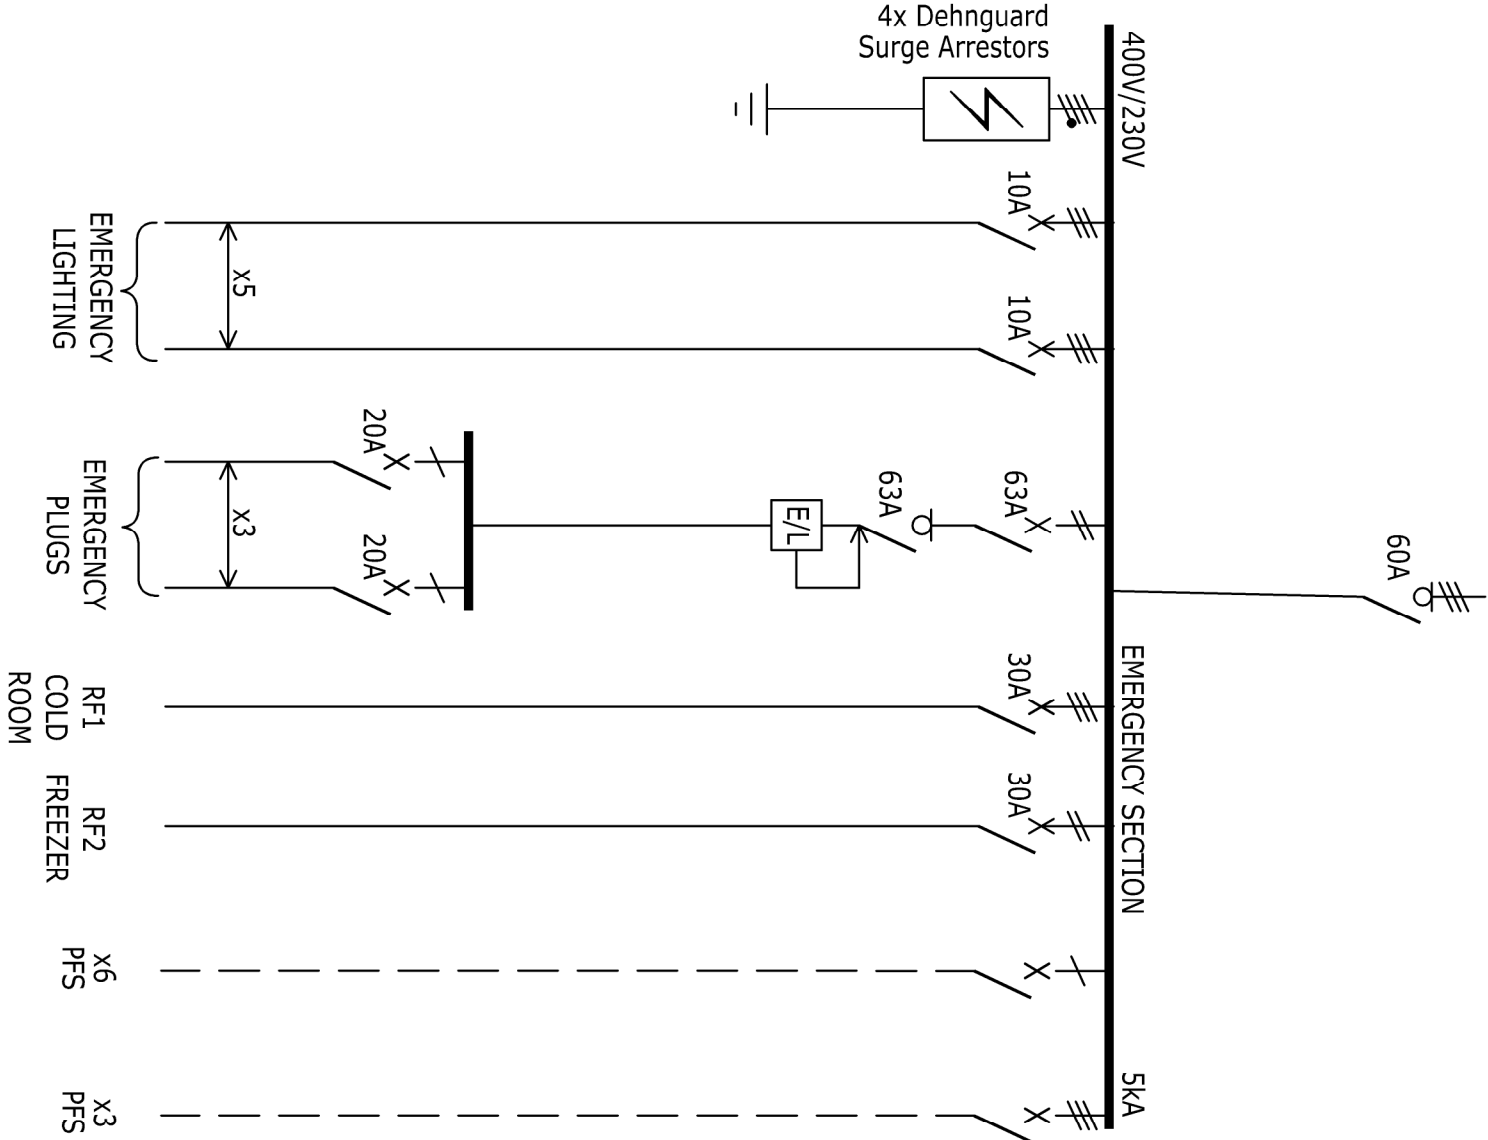 4x Dehnguard
Surge Arrestors
400V/230V
EMERGENCY SECTION
5kA
60A
10A
10A
x5
EMERGENCY
LIGHTING
63A
63A
E/L
20A
20A
x3
EMERGENCY
PLUGS
30A
RF1
COLD
ROOM
30A
RF2
FREEZER
x6
PFS
x3
PFS